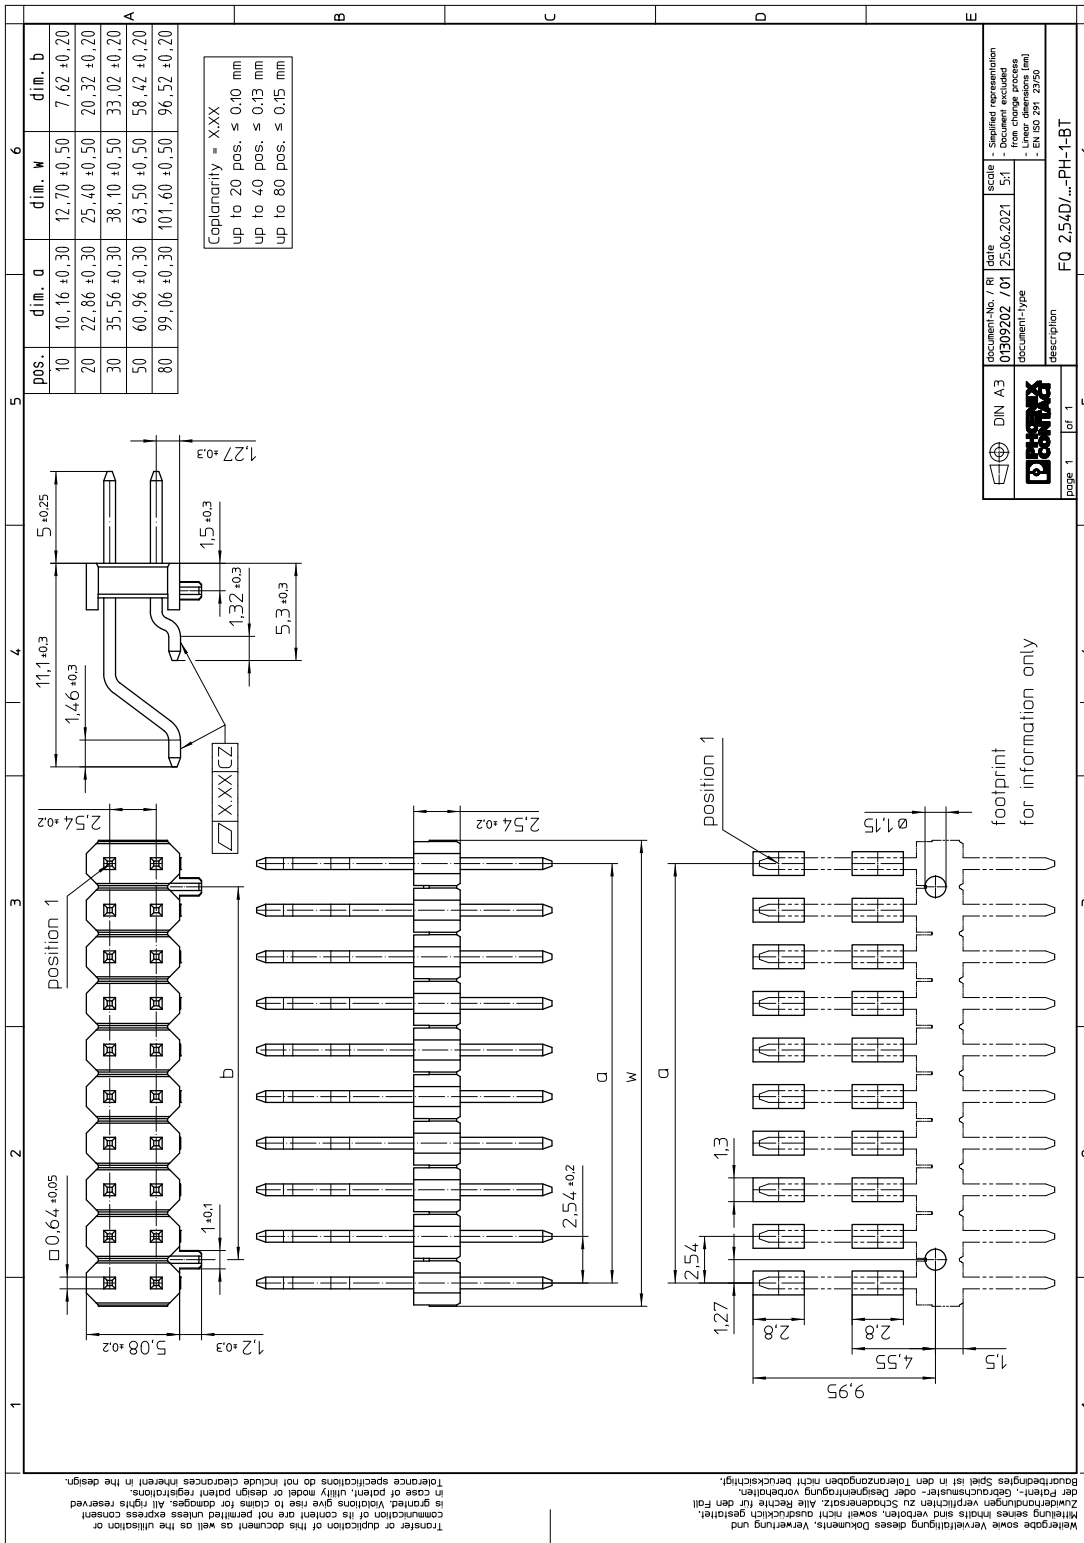 pos. dim. a dim. w dim. b
10 10,16 ±0,30 12,70 ±0,50 7,62 ±0,20
20 22,86 ±0,30 25,40 ±0,50 20,32 ±0,20
30 35,56 ±0,30 38,10 ±0,50 33,02 ±0,20
50 60,96 ±0,30 63,50 ±0,50 58,42 ±0,20
80 99,06 ±0,30 101,60 ±0,50 96,52 ±0,20
Coplanarity = X.XX
up to 20 pos. ≤ 0.10 mm
up to 40 pos. ≤ 0.13 mm
up to 80 pos. ≤ 0.15 mm
1 2 3 4 5 6
A
B
C
D
E
□0,64 ±0,05
position 1
2,54 ±0,2
b
1 ±0,1
5,08 ±0,2
1,2 ±0,3
11,1 ±0,3
5 ±0,25
1,46 ±0,3
1,27 ±0,3
1,5 ±0,3
1,32 ±0,3
5,3 ±0,3
X.XX CZ
2,54 ±0,2
2,54 ±0,2
a
w
position 1
a
1,3
2,54
1,27
2,8
2,8
4,55
9,95
1,5
Ø 1,15
footprint
for information only
DIN A3
PHOENIX
CONTACT
page 1 of 1
document-No. / RI
01309202 / 01
date
25.06.2021
scale
5:1
- Simplified representation
- Document excluded
from change process
- Linear dimensions [mm]
- EN ISO 291 23/50
document-type
description
FQ 2,54D/...-PH-1-BT
Weitergabe sowie Vervielfältigung dieses Dokuments, Verwertung und
Mitteilung seines Inhalts sind verboten, soweit nicht ausdrücklich gestattet.
Zuwiderhandlungen verpflichten zu Schadenersatz. Alle Rechte für den Fall
der Patent-, Gebrauchsmuster- oder Designeintragung vorbehalten.
Bauartbedingtes Spiel ist in den Toleranzangaben nicht berücksichtigt.
Transfer or duplication of this document as well as the utilisation or
communication of its content are not permitted unless express consent
is granted. Violations give rise to claims for damages. All rights reserved
in case of patent, utility model or design patent registrations.
Tolerance specifications do not include clearances inherent in the design.